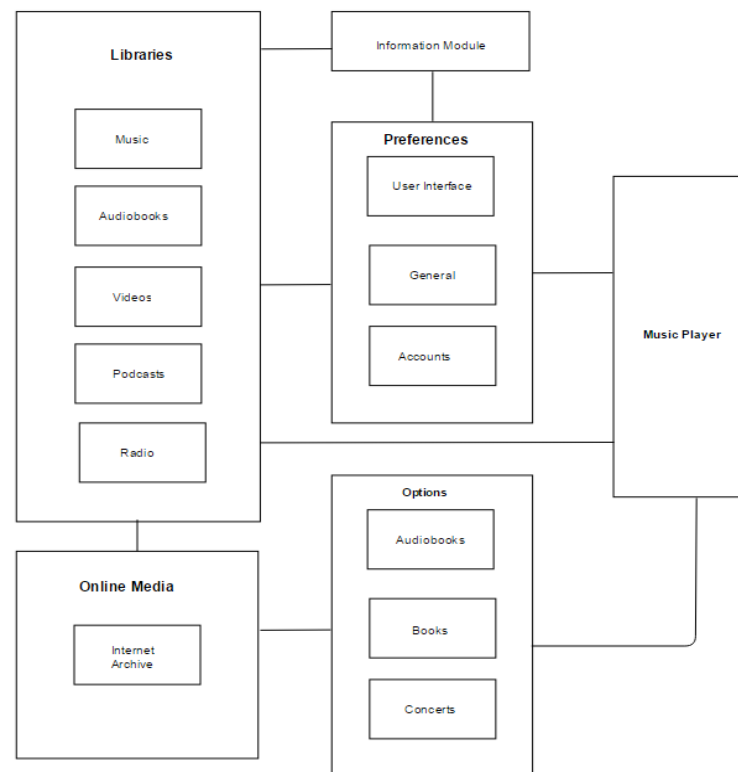 Libraries
Music
Audiobooks
Videos
Podcasts
Radio
Information Module
Preferences
User Interface
General
Accounts
Music Player
Online Media
Internet
Archive
Options
Audiobooks
Books
Concerts